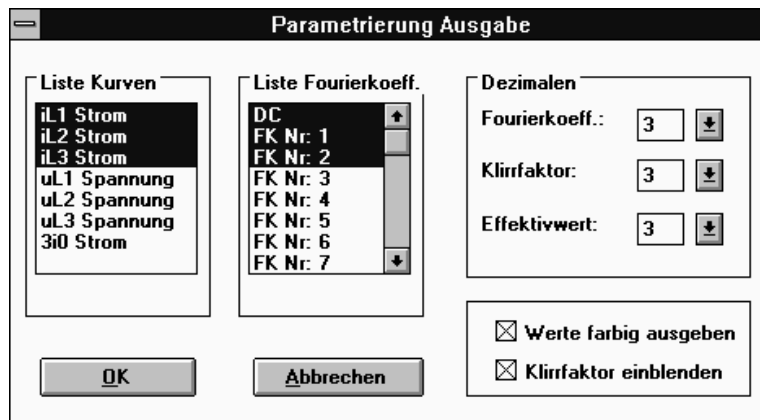 Parametrierung Ausgabe
Liste Kurven
iL1 Strom
iL2 Strom
iL3 Strom
uL1 Spannung
uL2 Spannung
uL3 Spannung
3i0 Strom
Liste Fourierkoeff.
DC
FK Nr: 1
FK Nr: 2
FK Nr: 3
FK Nr: 4
FK Nr: 5
FK Nr: 6
FK Nr: 7
Dezimalen
Fourierkoeff.: 3
Klirrfaktor: 3
Effektivwert: 3
Werte farbig ausgeben
Klirrfaktor einblenden
OK
Abbrechen